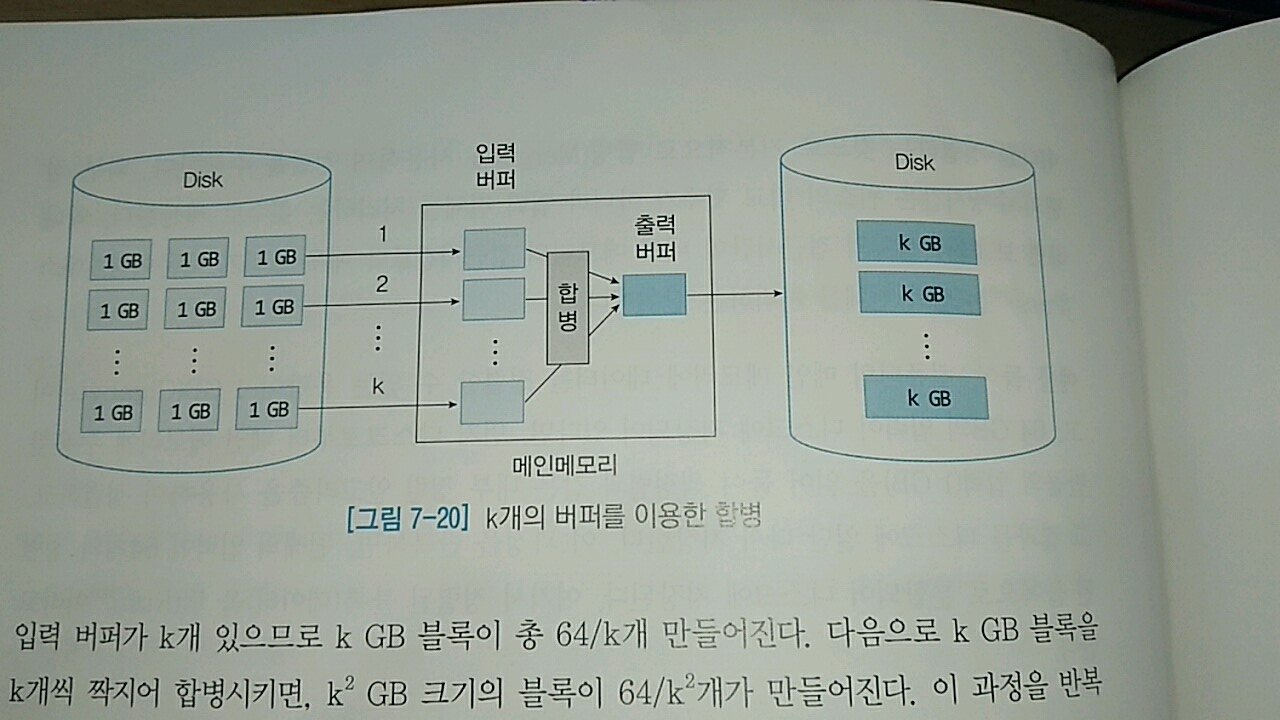 Disk
1 GB 1 GB 1 GB
1 GB 1 GB 1 GB
⋮ ⋮ ⋮
1 GB 1 GB 1 GB
1
2
⋮
k
입력
버퍼
⋮
합
병
출력
버퍼
메인메모리
Disk
k GB
k GB
⋮
k GB
[그림 7-20] k개의 버퍼를 이용한 합병
입력 버퍼가 k개 있으므로 k GB 블록이 총 64/k개 만들어진다. 다음으로 k GB 블록을
k개씩 짝지어 합병시키면, k² GB 크기의 블록이 64/k²개가 만들어진다. 이 과정을 반복